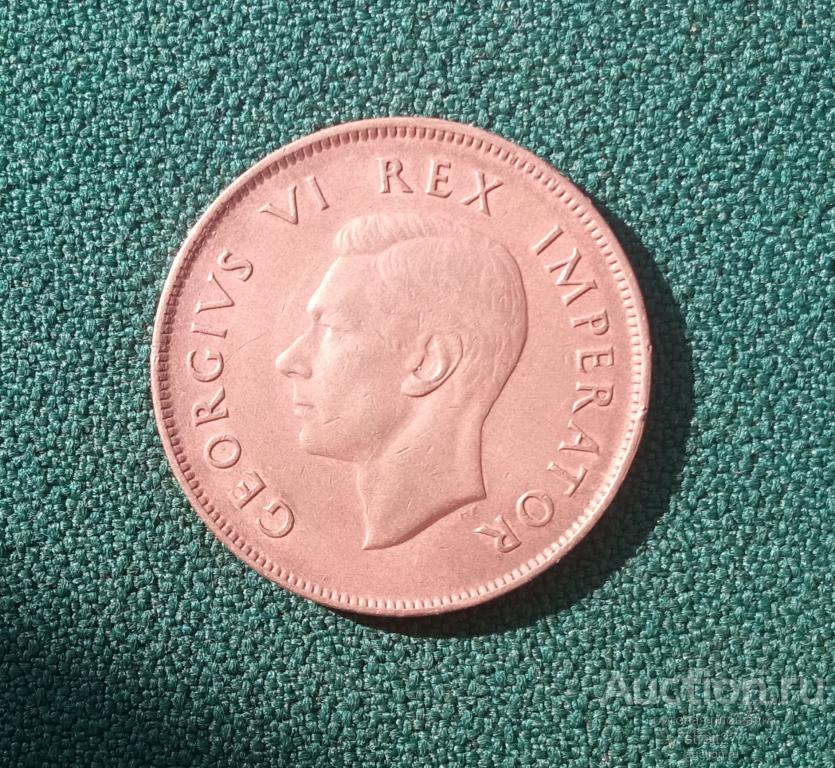 GEORGIVS VI REX IMPERATOR
Auction.ru